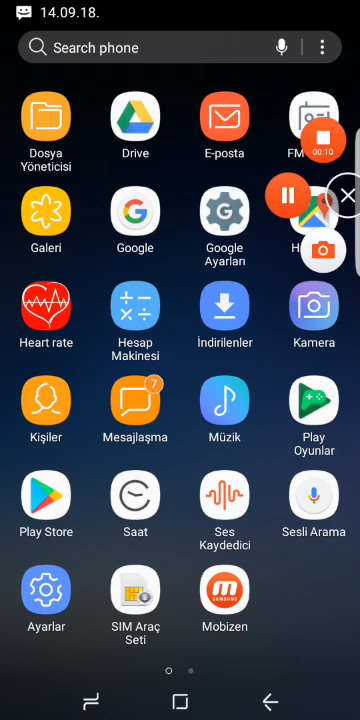 14.09.18.
Search phone
Dosya
Yöneticisi
Drive
E-posta
FM
00:10
Galeri
Google
Google
Ayarları
Heart rate
Hesap
Makinesi
İndirilenler
Kamera
7
Kişiler
Mesajlaşma
Müzik
Play
Oyunlar
Play Store
Saat
Ses
Kaydedici
Sesli Arama
Ayarlar
SIM Araç
Seti
SAMSUNG
Mobizen